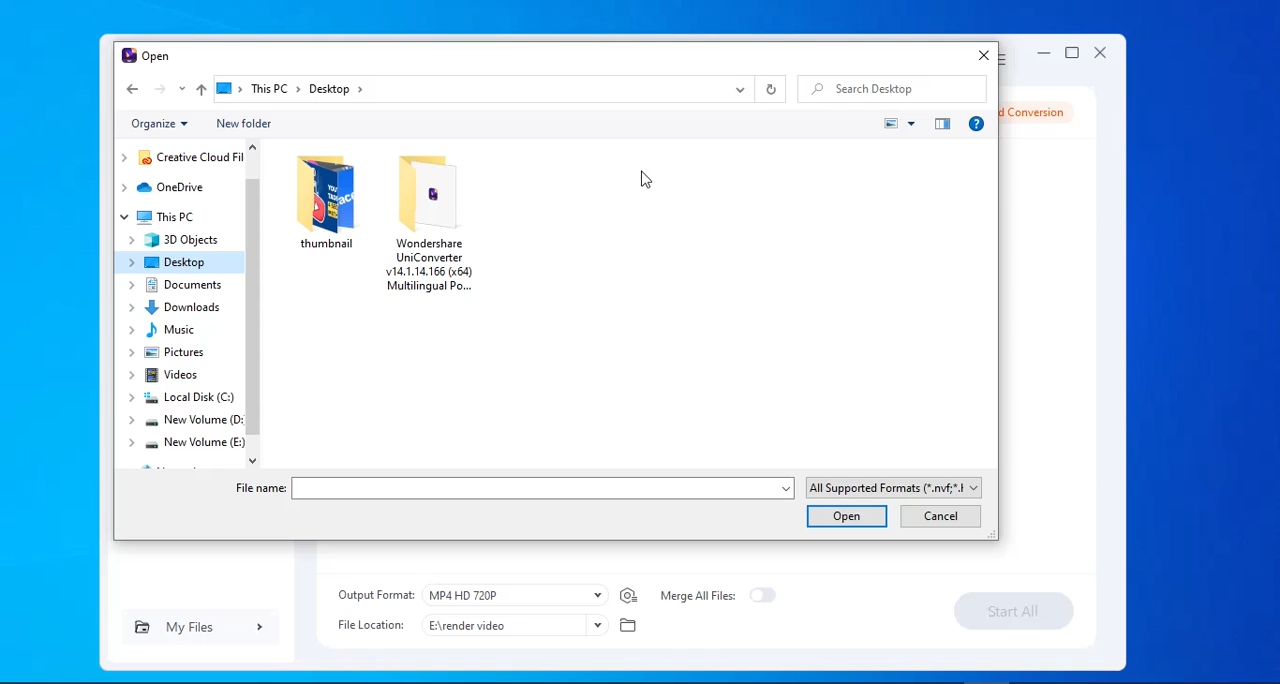 Open
This PC
Desktop
Search Desktop
Organize
New folder
d Conversion
Creative Cloud Fil
OneDrive
This PC
3D Objects
Desktop
Documents
Downloads
Music
Pictures
Videos
Local Disk (C:)
New Volume (D:
New Volume (E:)
thumbnail
Wondershare
UniConverter
v14.1.14.166 (x64)
Multilingual Po...
File name:
All Supported Formats (*.nvf;*.
Open
Cancel
Output Format:
MP4 HD 720P
Merge All Files:
File Location:
E:\render video
Start All
My Files